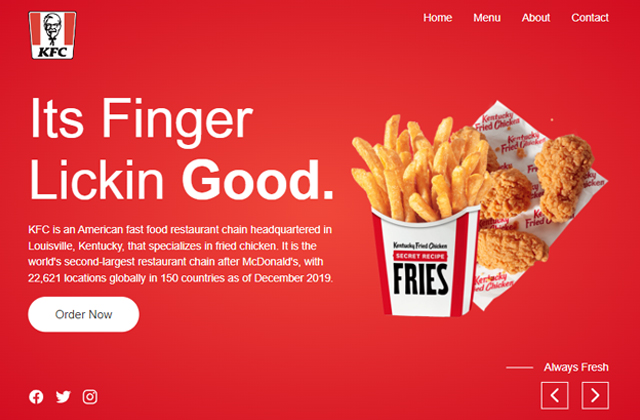 KFC
Home Menu About Contact
Its Finger
Lickin Good.
KFC is an American fast food restaurant chain headquartered in
Louisville, Kentucky, that specializes in fried chicken. It is the
world's second-largest restaurant chain after McDonald's, with
22,621 locations globally in 150 countries as of December 2019.
Order Now
Kentucky Fried Chicken
SECRET RECIPE
FRIES
Kentucky
Fried Chicken
Kentucky
Fried Chicken
Always Fresh